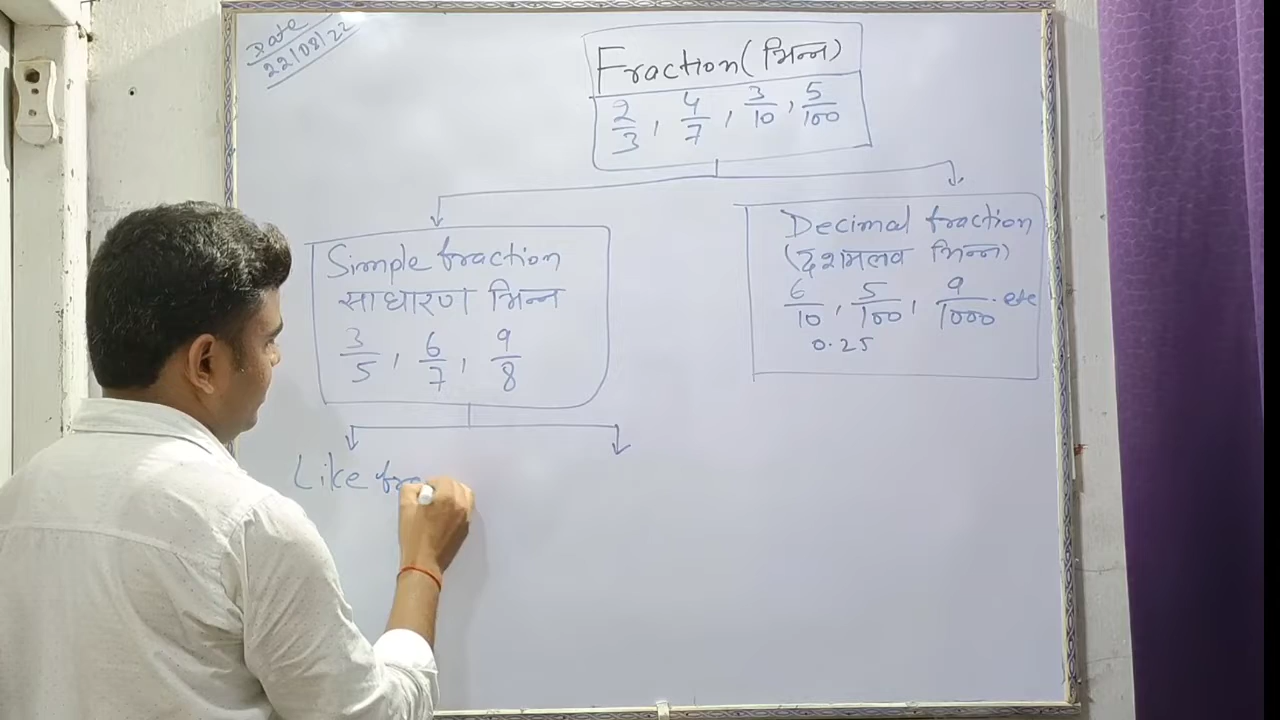 Date
22/08/22
Fraction (भिन्न)
2/3, 4/7, 3/10, 5/100
Simple fraction
साधारण भिन्न
3/5, 6/7, 9/8
Decimal fraction
(दशमलव भिन्न)
6/10, 5/100, 9/1000. etc
0.25
Like fra